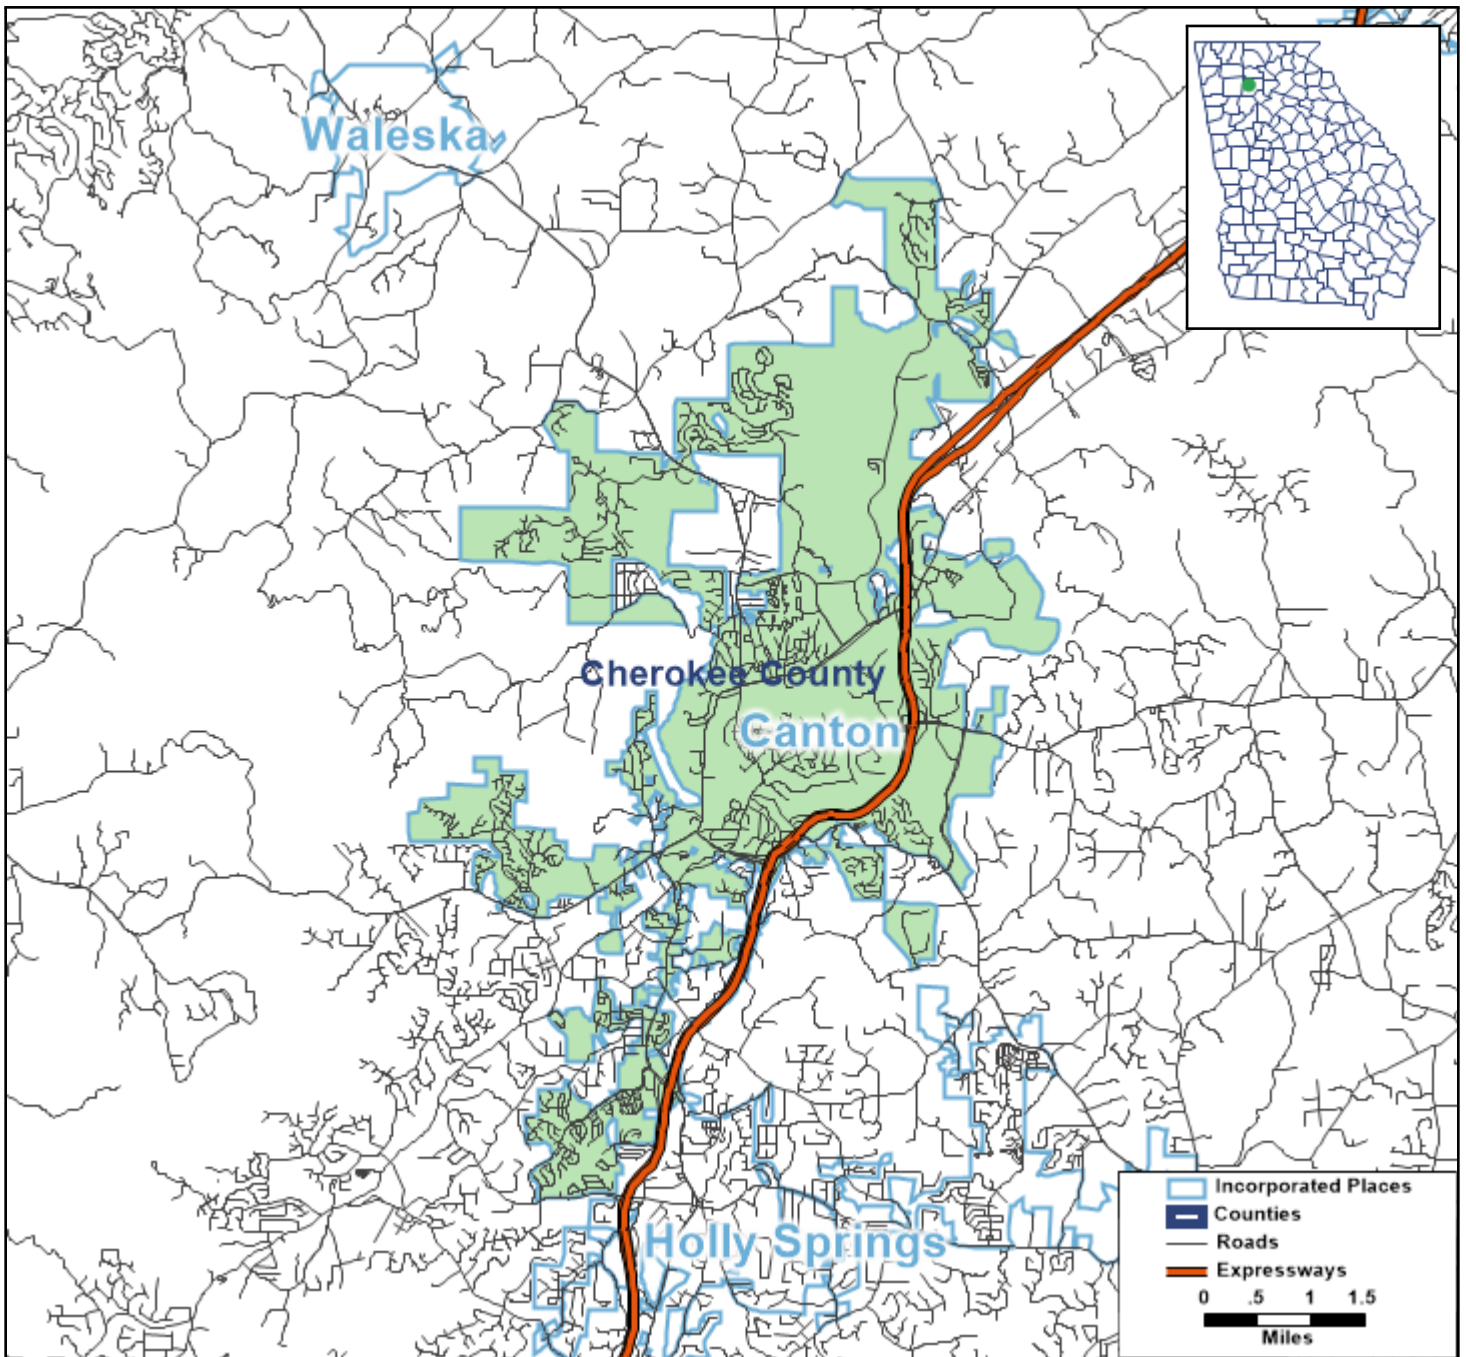 Waleska
Cherokee County
Canton
Holly Springs
Incorporated Places
Counties
Roads
Expressways
0 .5 1 1.5
Miles